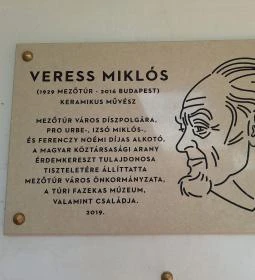 VERESS MIKLÓS
(1929 MEZŐTÚR - 2016 BUDAPEST)
KERAMIKUS MŰVÉSZ
MEZŐTÚR VÁROS DÍSZPOLGÁRA,
PRO URBE-, IZSÓ MIKLÓS-,
ÉS FERENCZY NOÉMI DÍJAS ALKOTÓ,
A MAGYAR KÖZTÁRSASÁGI ARANY
ÉRDEMKERESZT TULAJDONOSA
TISZTELETÉRE ÁLLÍTTATTA
MEZŐTÚR VÁROS ÖNKORMÁNYZATA,
A TÚRI FAZEKAS MÚZEUM,
VALAMINT CSALÁDJA.
2019.